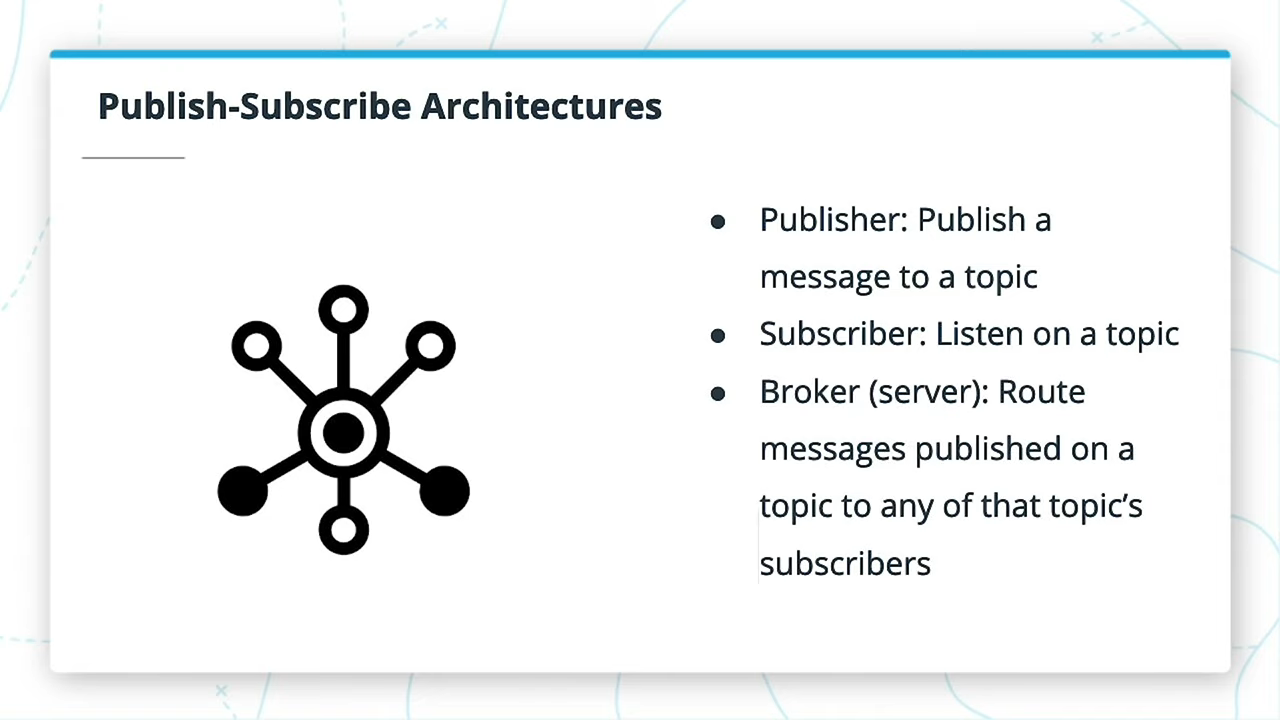 Publish-Subscribe Architectures
● Publisher: Publish a
message to a topic
● Subscriber: Listen on a topic
● Broker (server): Route
messages published on a
topic to any of that topic’s
subscribers